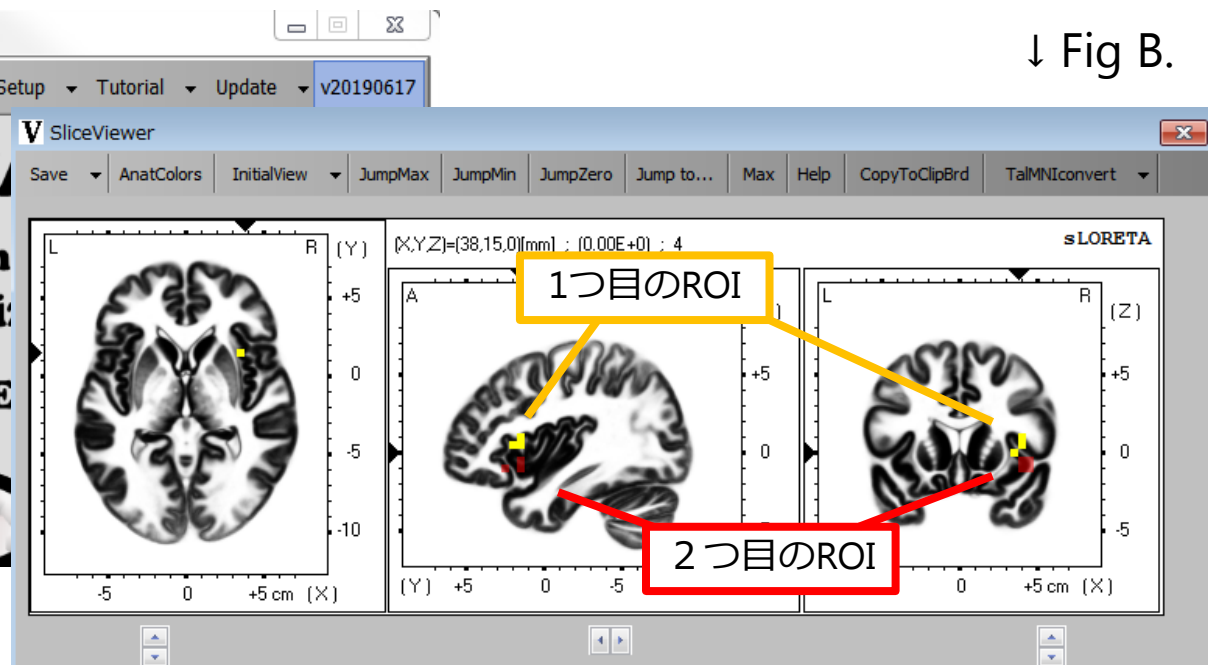 ↓ Fig B.
Setup Tutorial Update v20190617
V SliceViewer
Save AnatColors InitialView JumpMax JumpMin JumpZero Jump to... Max Help CopyToClipBrd TalMNIconvert
L R (Y)
+5
0
-5
-10
-5 0 +5 cm (X)
(X,Y,Z)=(38,15,0)[mm] ; (0.00E+0) ; 4
sLORETA
1つ目のROI
A
+5
0
(Y) +5 0 -5
2つ目のROI
L R (Z)
+5
0
-5
0 +5 cm (X)